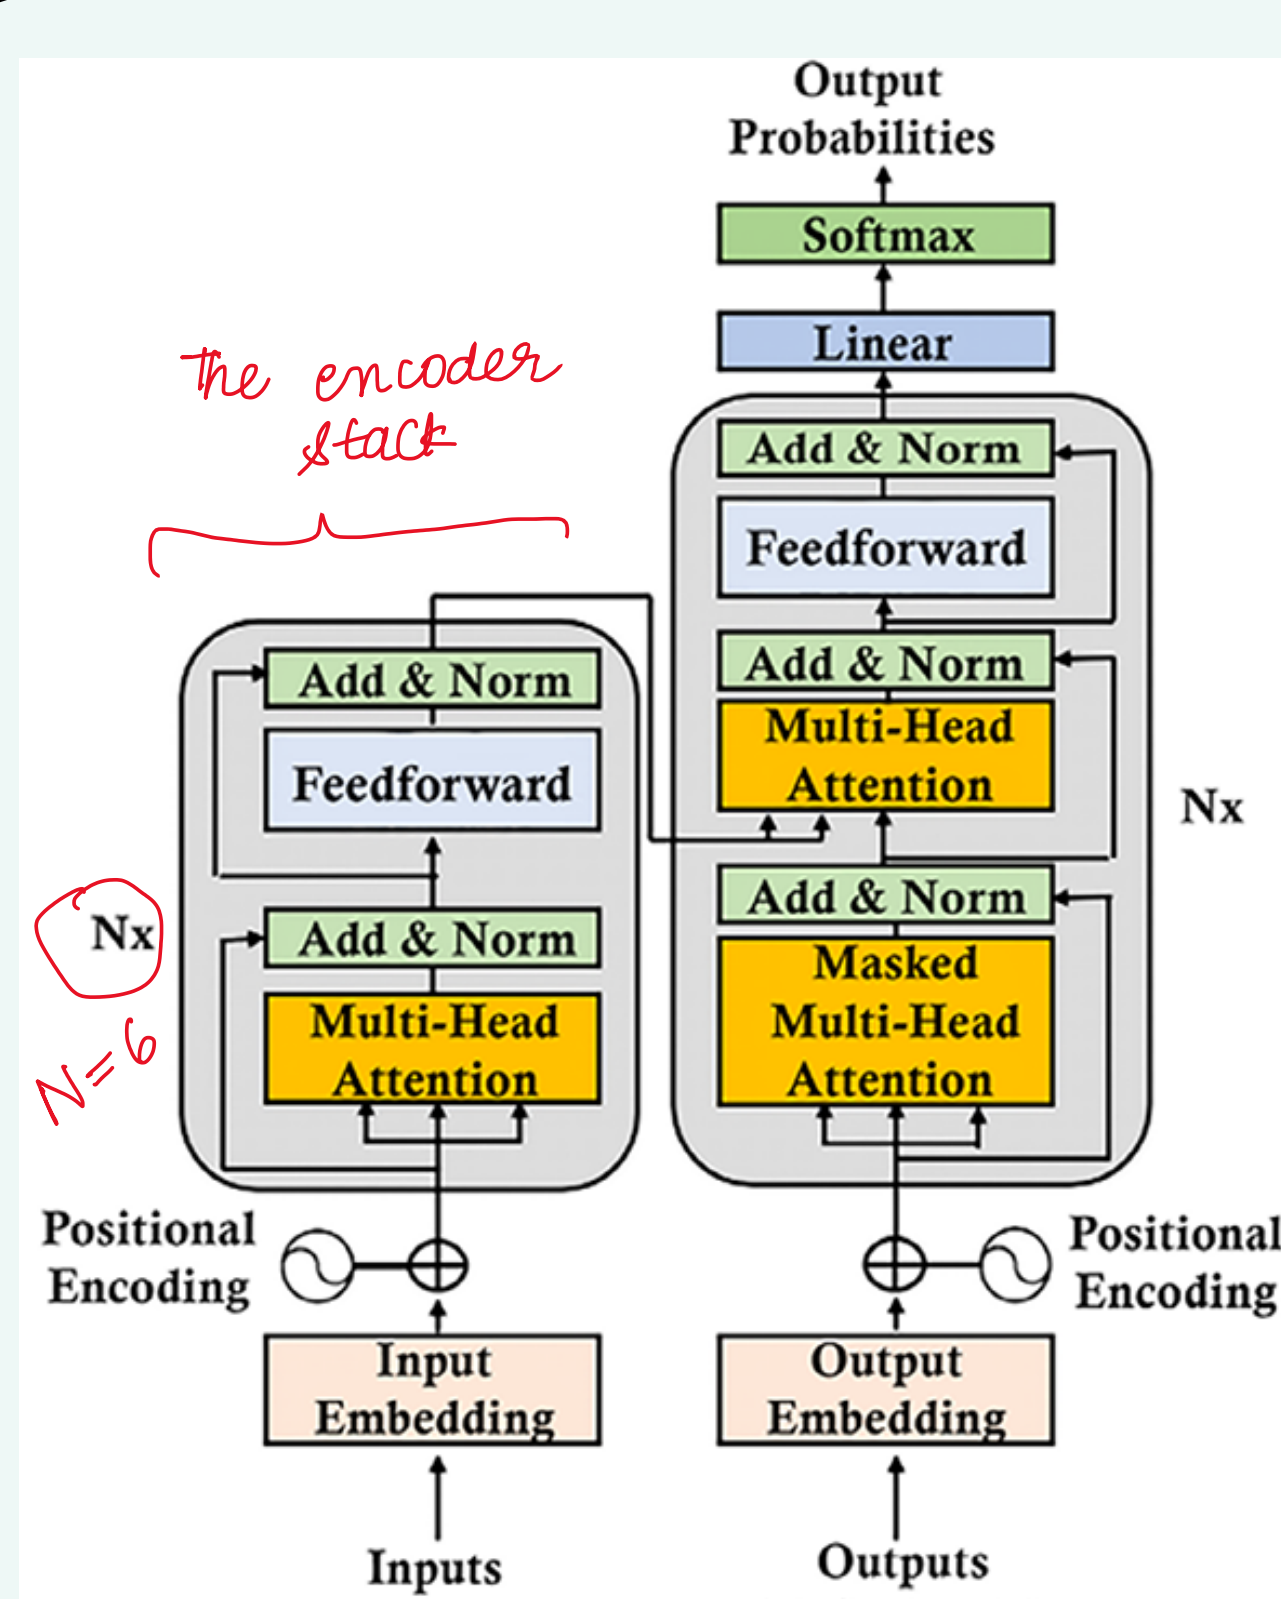 Output
Probabilities
Softmax
Linear
The encoder
stack
Add & Norm
Feedforward
Add & Norm
Multi-Head
Attention
Nx
Add & Norm
Masked
Multi-Head
Attention
Add & Norm
Feedforward
Add & Norm
Multi-Head
Attention
Nx
N=6
Positional
Encoding
Positional
Encoding
Input
Embedding
Output
Embedding
Inputs
Outputs